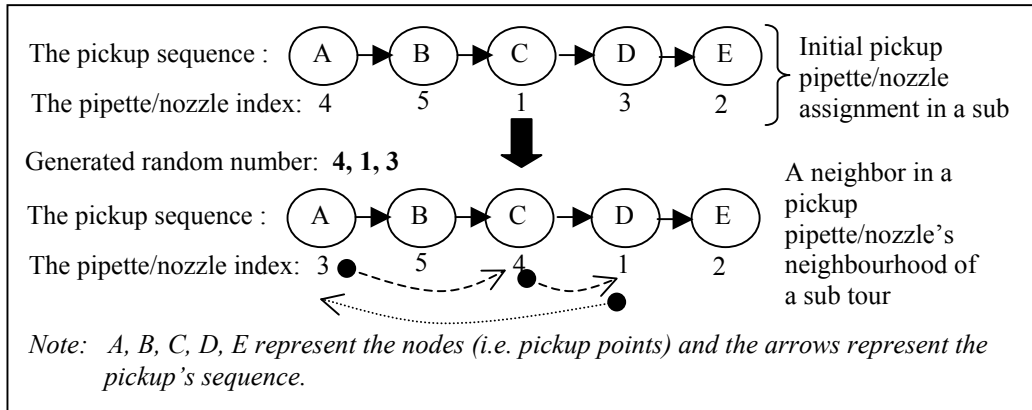 The pickup sequence : A B C D E
The pipette/nozzle index: 4 5 1 3 2
Initial pickup
pipette/nozzle
assignment in a sub
Generated random number: 4, 1, 3
The pickup sequence : A B C D E
The pipette/nozzle index: 3 5 4 1 2
A neighbor in a
pickup
pipette/nozzle’s
neighbourhood of
a sub tour
Note: A, B, C, D, E represent the nodes (i.e. pickup points) and the arrows represent the
pickup’s sequence.